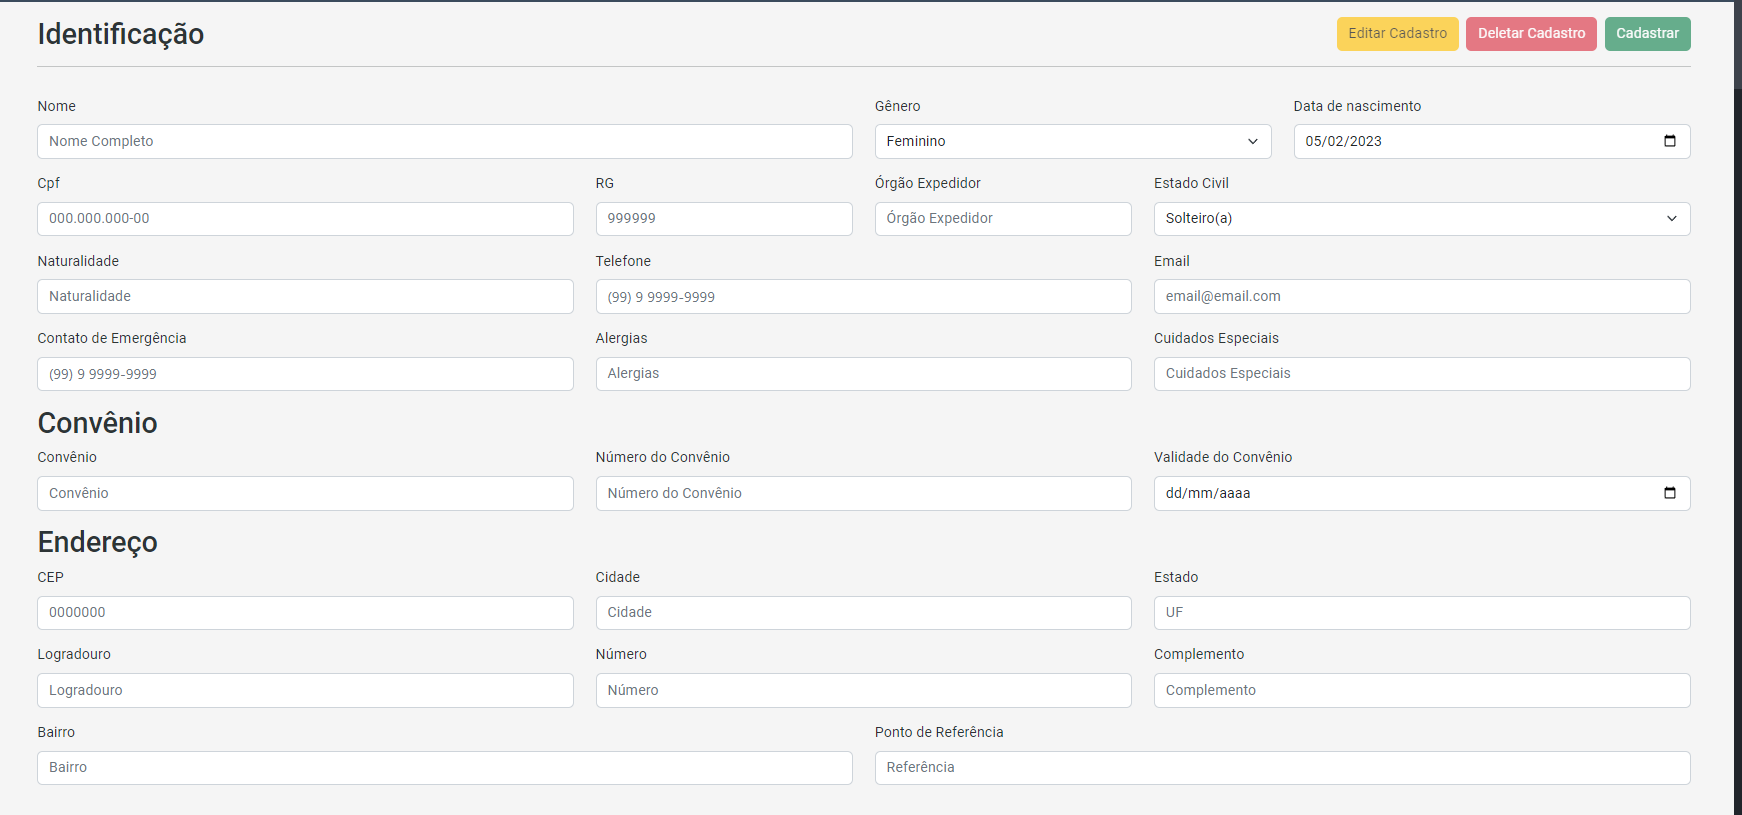 Identificação Editar Cadastro Deletar Cadastro Cadastrar
Nome Gênero Data de nascimento
Nome Completo Feminino 05/02/2023
Cpf RG Órgão Expedidor Estado Civil
000.000.000-00 999999 Órgão Expedidor Solteiro(a)
Naturalidade Telefone Email
Naturalidade (99) 9 9999-9999 email@email.com
Contato de Emergência Alergias Cuidados Especiais
(99) 9 9999-9999 Alergias Cuidados Especiais
Convênio
Convênio Número do Convênio Validade do Convênio
Convênio Número do Convênio dd/mm/aaaa
Endereço
CEP Cidade Estado
0000000 Cidade UF
Logradouro Número Complemento
Logradouro Número Complemento
Bairro Ponto de Referência
Bairro Referência